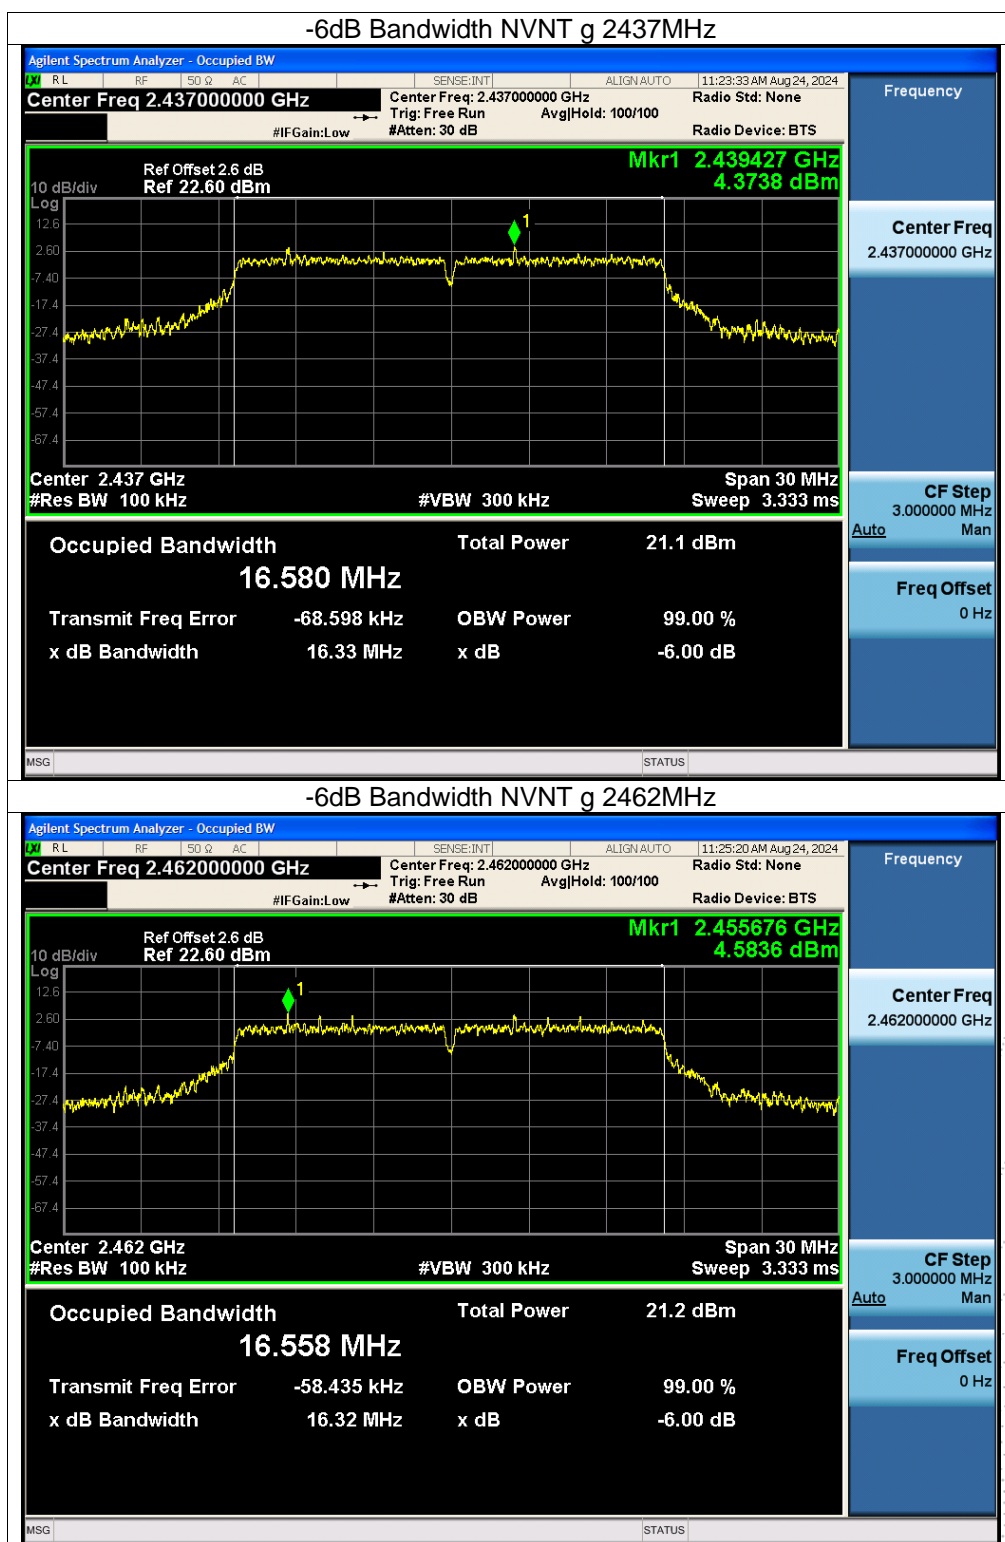 -6dB Bandwidth NVNT g 2437MHz
Agilent Spectrum Analyzer - Occupied BW
LXI RL RF 50 Ω AC SENSE:INT ALIGN AUTO 11:23:33 AM Aug 24, 2024
Center Freq 2.437000000 GHz Center Freq: 2.437000000 GHz Radio Std: None Frequency
Trig: Free Run Avg|Hold: 100/100
#IFGain:Low #Atten: 30 dB Radio Device: BTS
Mkr1 2.439427 GHz
Ref Offset 2.6 dB
10 dB/div Ref 22.60 dBm 4.3738 dBm
Log
1
12.6
2.60
-7.40
-17.4
-27.4
-37.4
-47.4
-57.4
-67.4
Center Freq
2.437000000 GHz
Center 2.437 GHz Span 30 MHz
#Res BW 100 kHz #VBW 300 kHz Sweep 3.333 ms
CF Step
3.000000 MHz
Auto Man
Occupied Bandwidth Total Power 21.1 dBm
16.580 MHz
Transmit Freq Error -68.598 kHz OBW Power 99.00 %
x dB Bandwidth 16.33 MHz x dB -6.00 dB
Freq Offset
0 Hz
MSG STATUS
-6dB Bandwidth NVNT g 2462MHz
Agilent Spectrum Analyzer - Occupied BW
LXI RL RF 50 Ω AC SENSE:INT ALIGN AUTO 11:25:20 AM Aug 24, 2024
Center Freq 2.462000000 GHz Center Freq: 2.462000000 GHz Radio Std: None Frequency
Trig: Free Run Avg|Hold: 100/100
#IFGain:Low #Atten: 30 dB Radio Device: BTS
Mkr1 2.455676 GHz
Ref Offset 2.6 dB
10 dB/div Ref 22.60 dBm 4.5836 dBm
Log
1
12.6
2.60
-7.40
-17.4
-27.4
-37.4
-47.4
-57.4
-67.4
Center Freq
2.462000000 GHz
Center 2.462 GHz Span 30 MHz
#Res BW 100 kHz #VBW 300 kHz Sweep 3.333 ms
CF Step
3.000000 MHz
Auto Man
Occupied Bandwidth Total Power 21.2 dBm
16.558 MHz
Transmit Freq Error -58.435 kHz OBW Power 99.00 %
x dB Bandwidth 16.32 MHz x dB -6.00 dB
Freq Offset
0 Hz
MSG STATUS